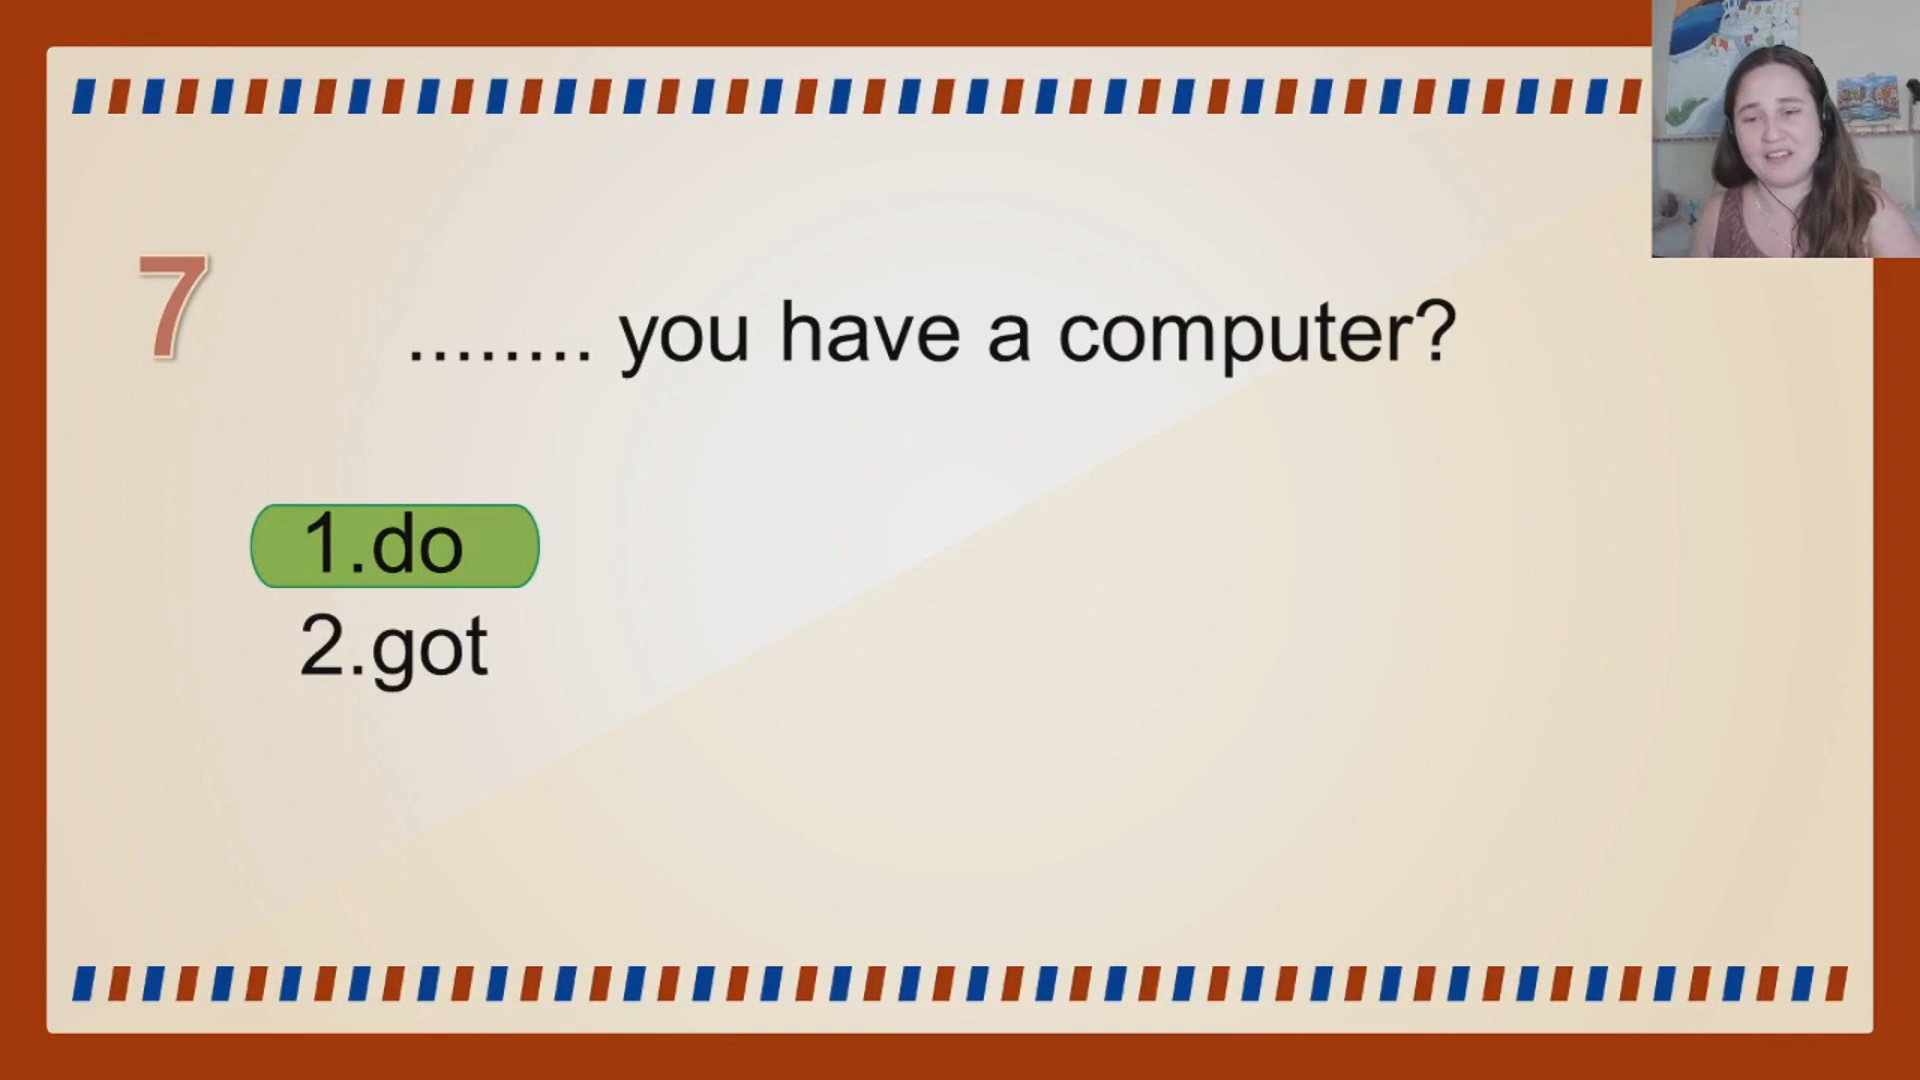 7
........ you have a computer?
1.do
2.got